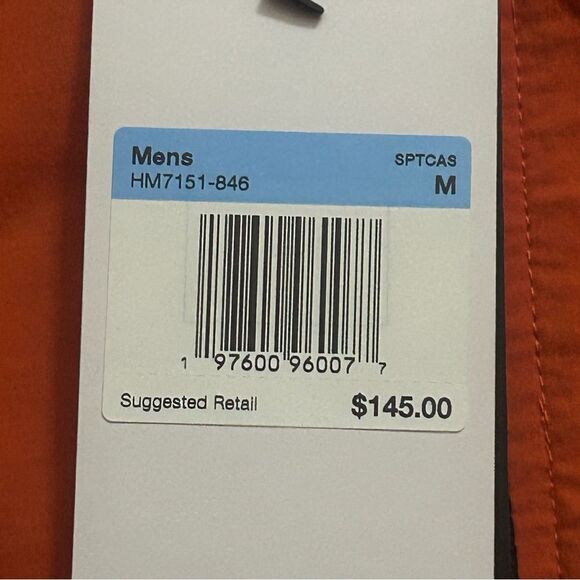 Mens SPTCAS
HM7151-846 M
1 97600 96007 7
Suggested Retail $145.00